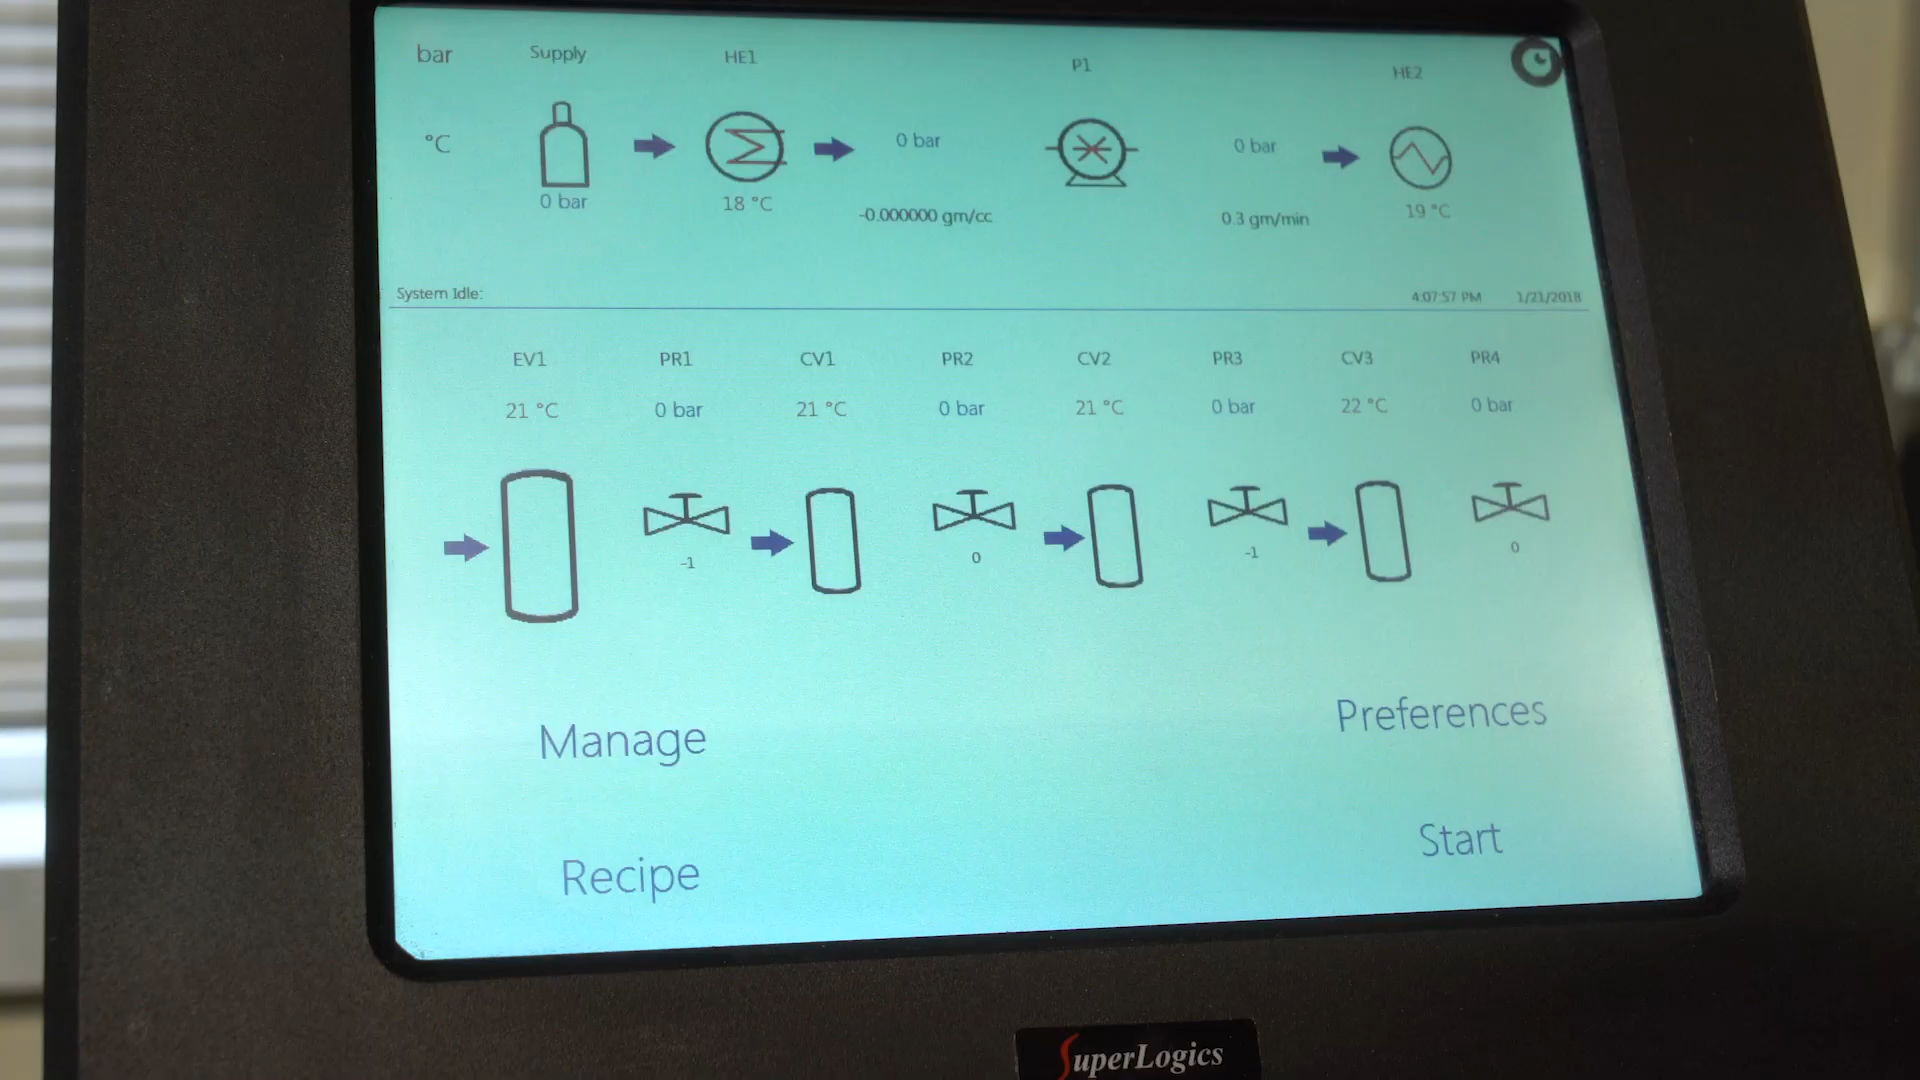 bar Supply HE1 P1 HE2
°C 0 bar 0 bar
0 bar 18 °C -0.000000 gm/cc 0.3 gm/min 19 °C
System Idle: 4:07:57 PM 1/21/2018
EV1 PR1 CV1 PR2 CV2 PR3 CV3 PR4
21 °C 0 bar 21 °C 0 bar 21 °C 0 bar 22 °C 0 bar
-1 0 -1 0
Manage Preferences
Recipe Start
SuperLogics